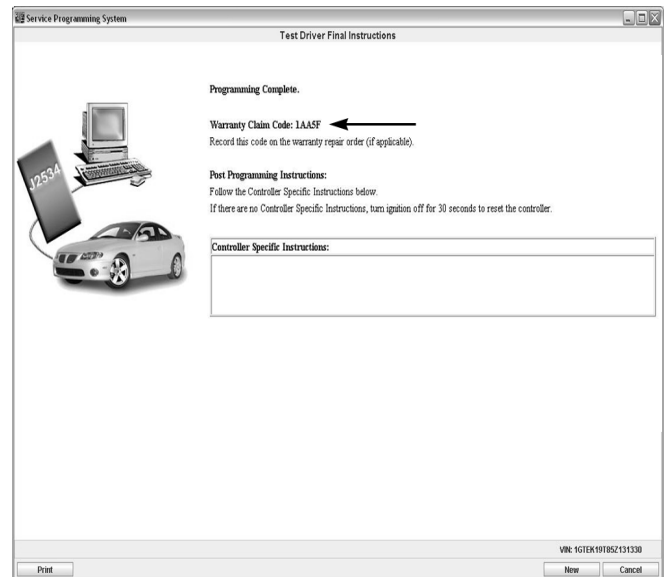 Service Programming System
Test Driver Final Instructions
Programming Complete.
Warranty Claim Code: 1AA5F
Record this code on the warranty repair order (if applicable).
J2534
Post Programming Instructions:
Follow the Controller Specific Instructions below.
If there are no Controller Specific Instructions, turn ignition off for 30 seconds to reset the controller.
Controller Specific Instructions:
VIN: 1GTEK19T85Z131330
Print
New
Cancel